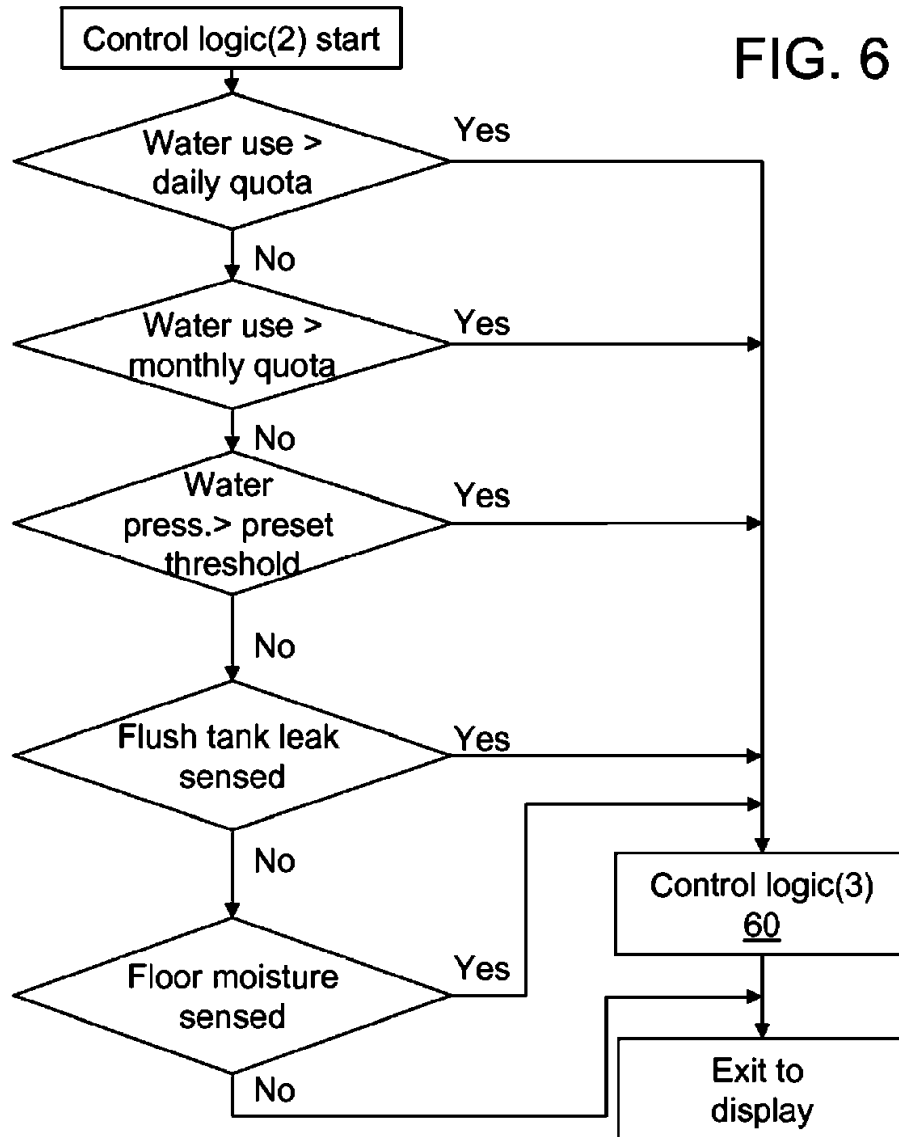 Control logic(2) start
FIG. 6
Water use >
daily quota
Yes
No
Water use >
monthly quota
Yes
No
Water
press.> preset
threshold
Yes
No
Flush tank leak
sensed
Yes
No
Control logic(3)
60
Floor moisture
sensed
Yes
No
Exit to
display